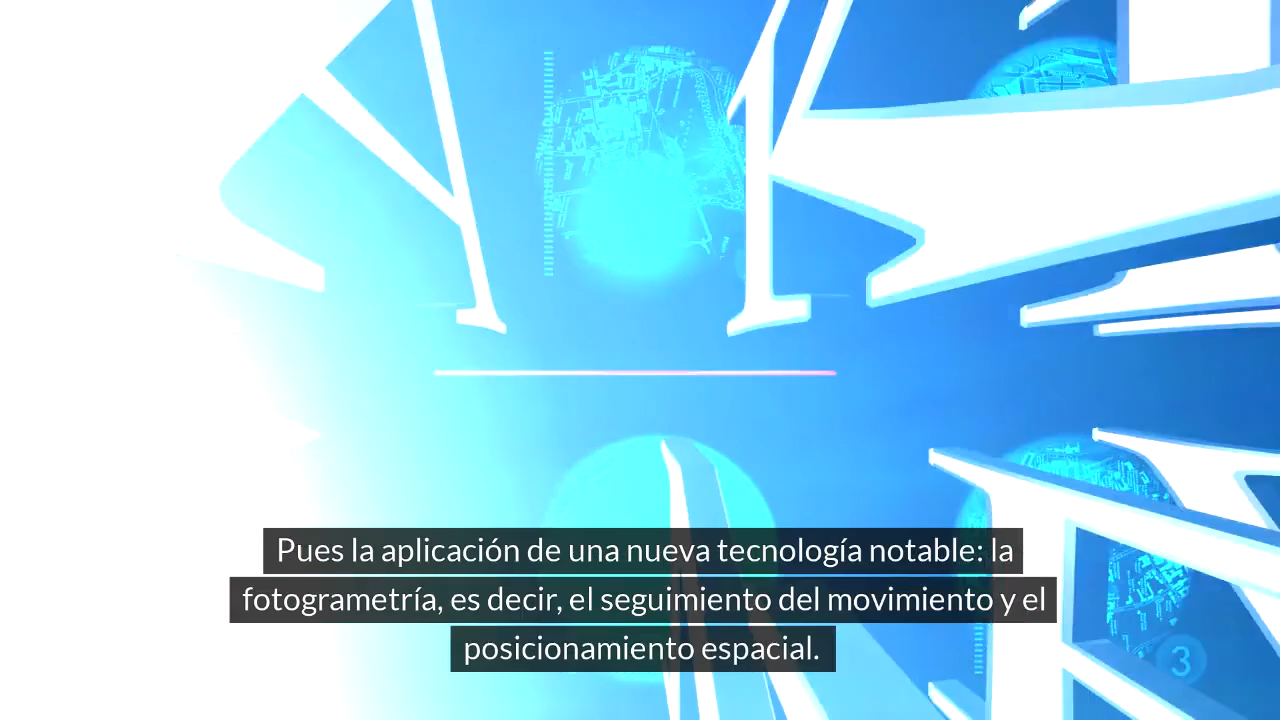 Pues la aplicación de una nueva tecnología notable: la
fotogrametría, es decir, el seguimiento del movimiento y el
posicionamiento espacial.
3